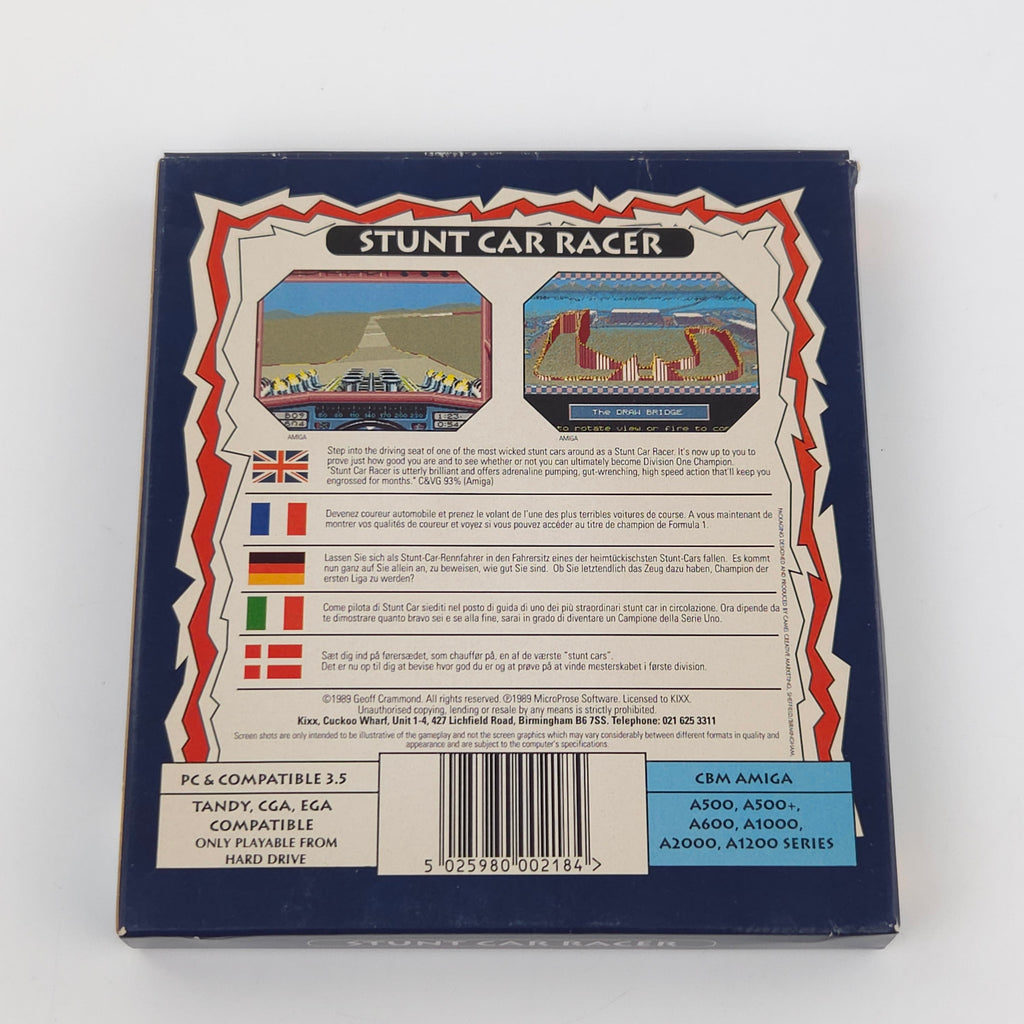 STUNT CAR RACER
The DRAW BRIDGE
to rotate view or fire to con
AMIGA
AMIGA
Step into the driving seat of one of the most wicked stunt cars around as a Stunt Car Racer. It's now up to you to
prove just how good you are and to see whether or not you can ultimately become Division One Champion.
"Stunt Car Racer is utterly brilliant and offers adrenaline pumping, gut-wrenching, high speed action that'll keep you
engrossed for months." C&VG 93% (Amiga)
Devenez coureur automobile et prenez le volant de l'une des plus terribles voitures de course. A vous maintenant de
montrer vos qualités de coureur et voyez si vous pouvez accéder au titre de champion de Formula 1.
Lassen Sie sich als Stunt-Car-Rennfahrer in den Fahrersitz eines der heimtückischsten Stunt-Cars fallen. Es kommt
nun ganz auf Sie allein an, zu beweisen, wie gut Sie sind. Ob Sie letztendlich das Zeug dazu haben, Champion der
ersten Liga zu werden?
Come pilota di Stunt Car siediti nel posto di guida di uno dei più straordinari stunt car in circolazione. Ora dipende da
te dimostrare quanto bravo sei e se alla fine, sarai in grado di diventare un Campione della Serie Uno.
Sæt dig ind på førersædet, som chauffør på, en af de værste "stunt cars".
Det er nu op til dig at bevise hvor god du er og at prøve på at vinde mesterskabet i første division.
©1989 Geoff Crammond. All rights reserved. ℗1989 MicroProse Software. Licensed to KIXX.
Unauthorised copying, lending or resale by any means is strictly prohibited.
Kixx, Cuckoo Wharf, Unit 1-4, 427 Lichfield Road, Birmingham B6 7SS. Telephone: 021 625 3311
Screen shots are only intended to be illustrative of the gameplay and not the screen graphics which may vary considerably between different formats in quality and
appearance and are subject to the computer's specifications.
PACKAGING DESIGNED AND PRODUCED BY CAMEL CREATIVE MARKETING, SHEFFIELD/BIRMINGHAM.
PC & COMPATIBLE 3.5
TANDY, CGA, EGA
COMPATIBLE
ONLY PLAYABLE FROM
HARD DRIVE
5 025980 002184 >
CBM AMIGA
A500, A500+,
A600, A1000,
A2000, A1200 SERIES
STUNT CAR RACER